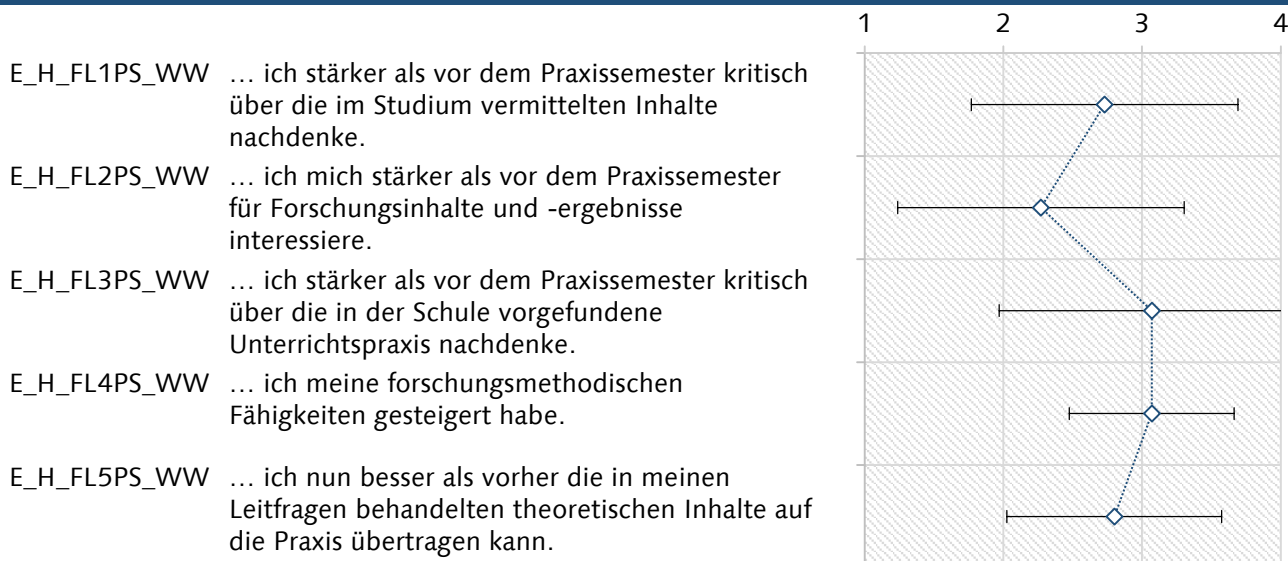 1 2 3 4
E_H_FL1PS_WW … ich stärker als vor dem Praxissemester kritisch
über die im Studium vermittelten Inhalte
nachdenke.
E_H_FL2PS_WW … ich mich stärker als vor dem Praxissemester
für Forschungsinhalte und -ergebnisse
interessiere.
E_H_FL3PS_WW … ich stärker als vor dem Praxissemester kritisch
über die in der Schule vorgefundene
Unterrichtspraxis nachdenke.
E_H_FL4PS_WW … ich meine forschungsmethodischen
Fähigkeiten gesteigert habe.
E_H_FL5PS_WW … ich nun besser als vorher die in meinen
Leitfragen behandelten theoretischen Inhalte auf
die Praxis übertragen kann.